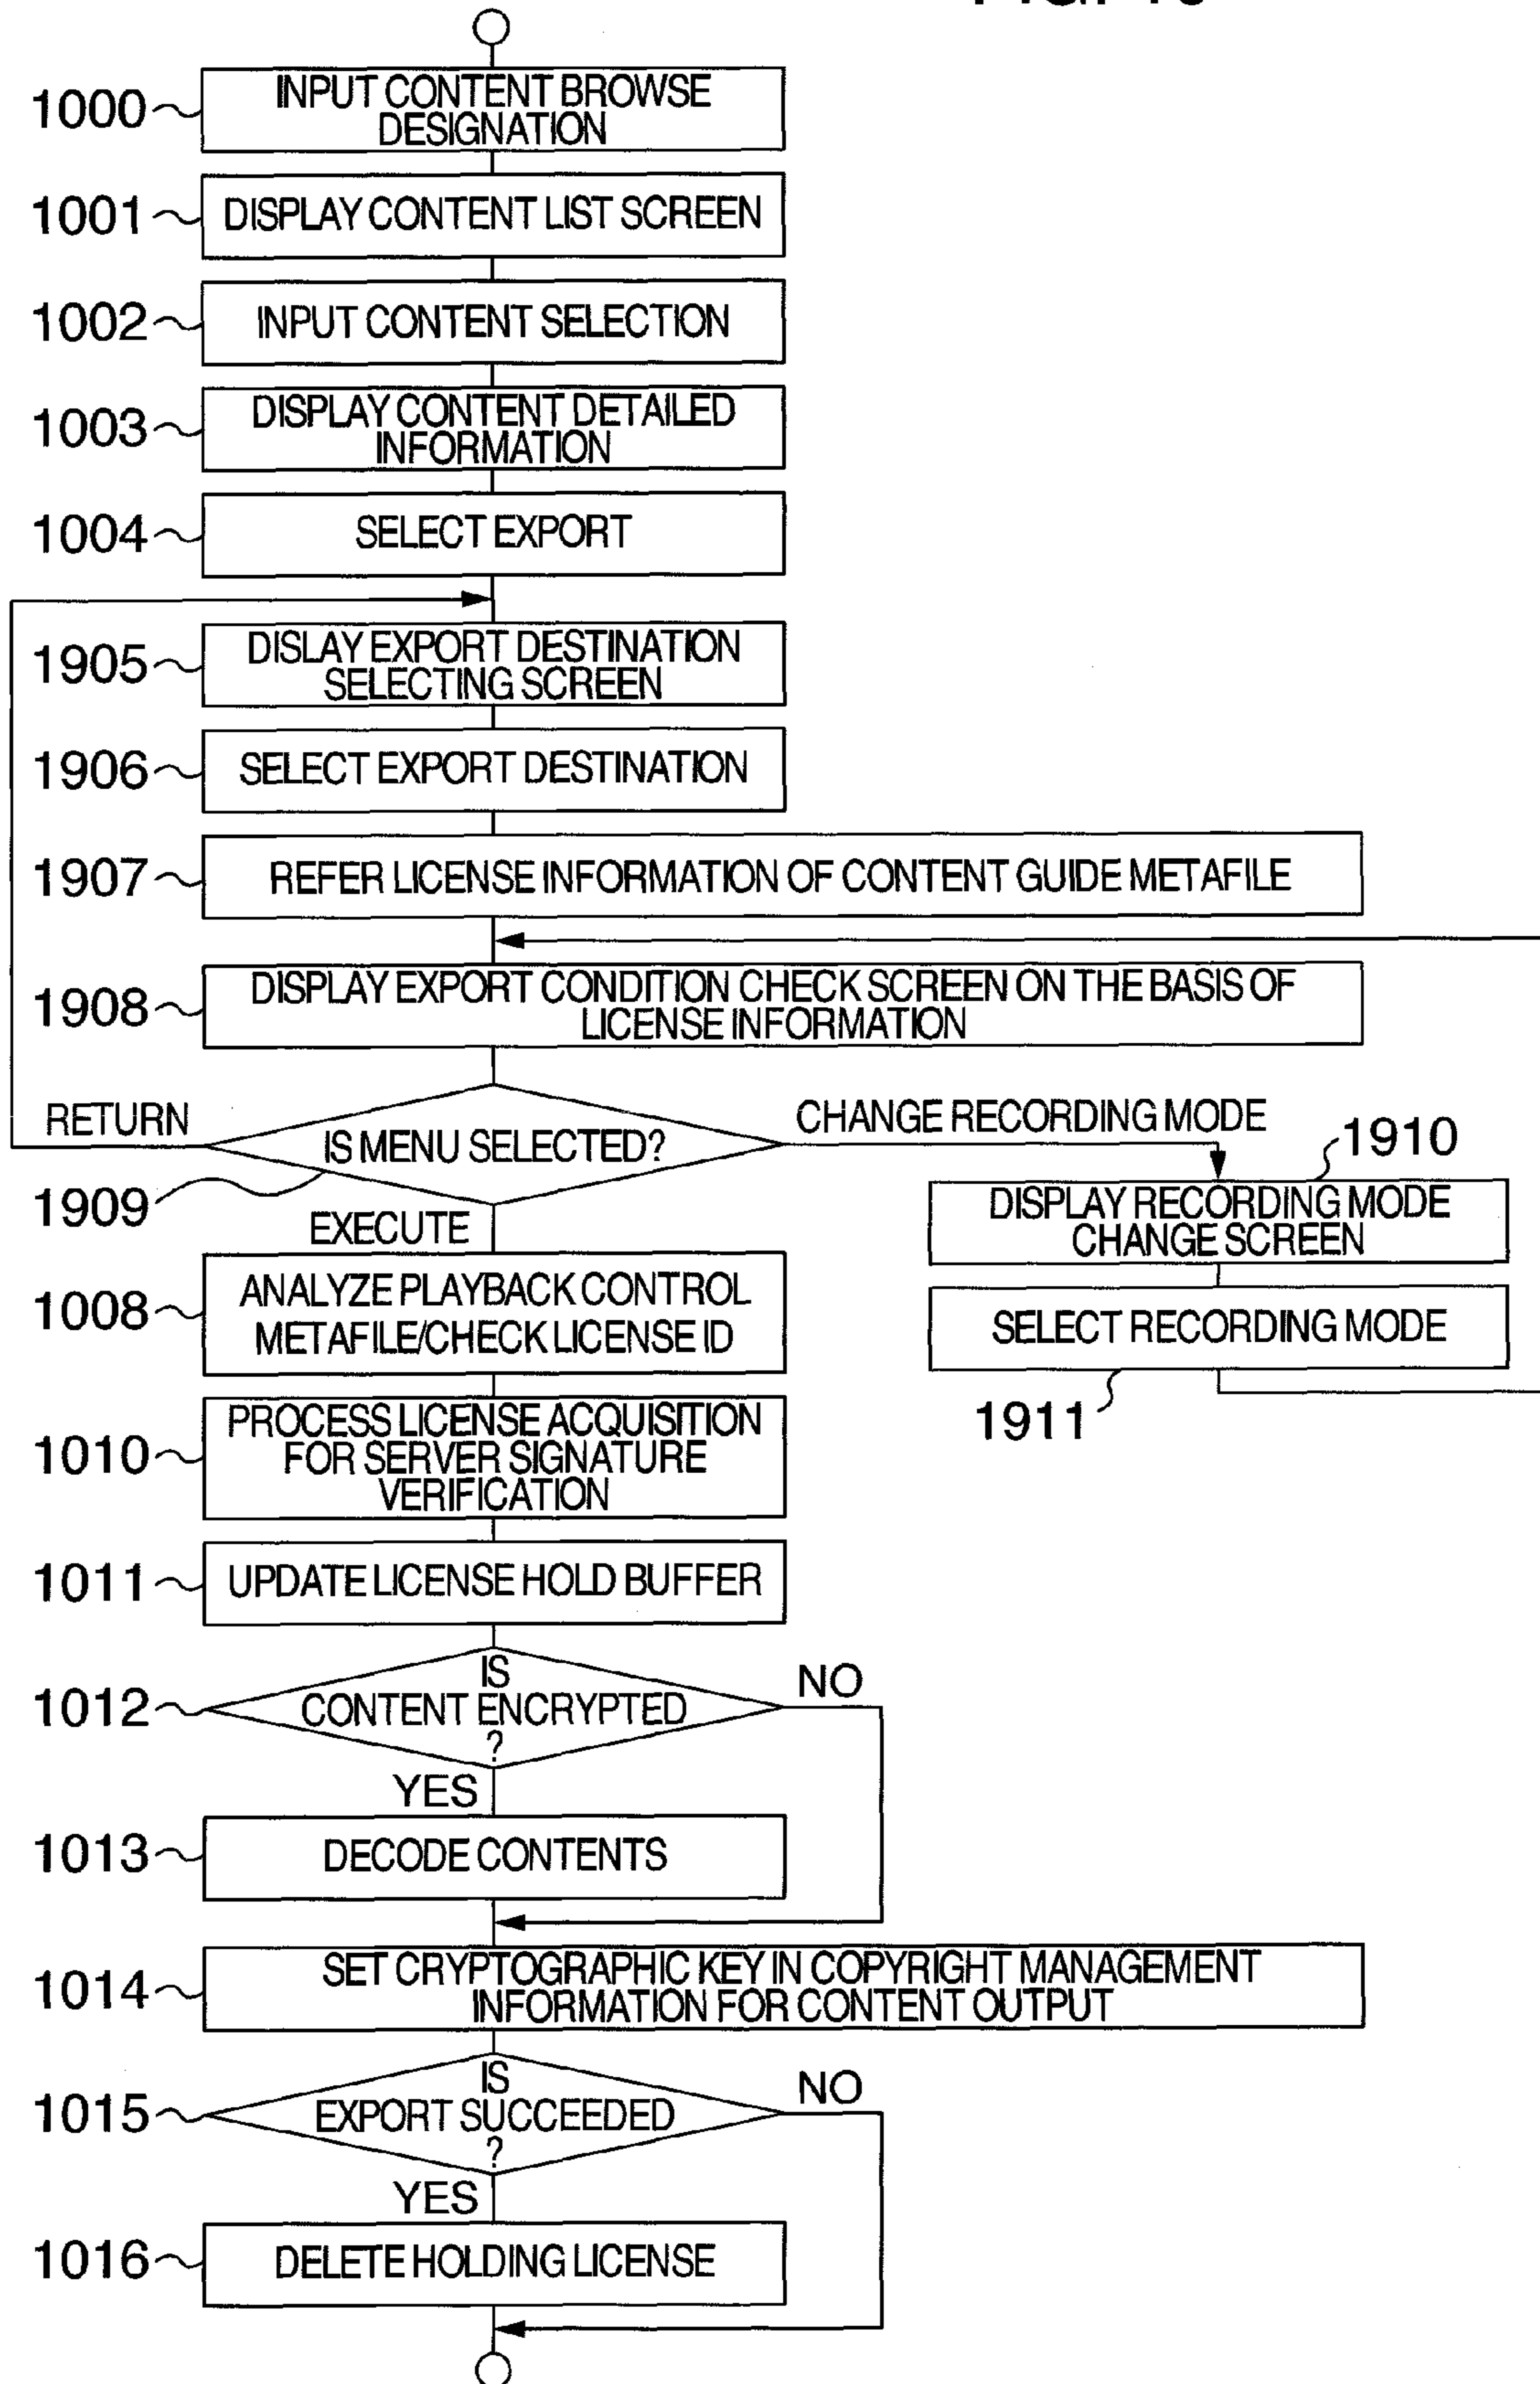 1000
INPUT CONTENT BROWSE
DESIGNATION
1001
DISPLAY CONTENT LIST SCREEN
1002
INPUT CONTENT SELECTION
1003
DISPLAY CONTENT DETAILED
INFORMATION
1004
SELECT EXPORT
1905
DISLAY EXPORT DESTINATION
SELECTING SCREEN
1906
SELECT EXPORT DESTINATION
1907
REFER LICENSE INFORMATION OF CONTENT GUIDE METAFILE
1908
DISPLAY EXPORT CONDITION CHECK SCREEN ON THE BASIS OF
LICENSE INFORMATION
RETURN
IS MENU SELECTED?
CHANGE RECORDING MODE
1909
EXECUTE
1910
DISPLAY RECORDING MODE
CHANGE SCREEN
SELECT RECORDING MODE
1911
1008
ANALYZE PLAYBACK CONTROL
METAFILE/CHECK LICENSE ID
1010
PROCESS LICENSE ACQUISITION
FOR SERVER SIGNATURE
VERIFICATION
1011
UPDATE LICENSE HOLD BUFFER
1012
IS
CONTENT ENCRYPTED
?
NO
YES
1013
DECODE CONTENTS
1014
SET CRYPTOGRAPHIC KEY IN COPYRIGHT MANAGEMENT
INFORMATION FOR CONTENT OUTPUT
1015
IS
EXPORT SUCCEEDED
?
NO
YES
1016
DELETE HOLDING LICENSE